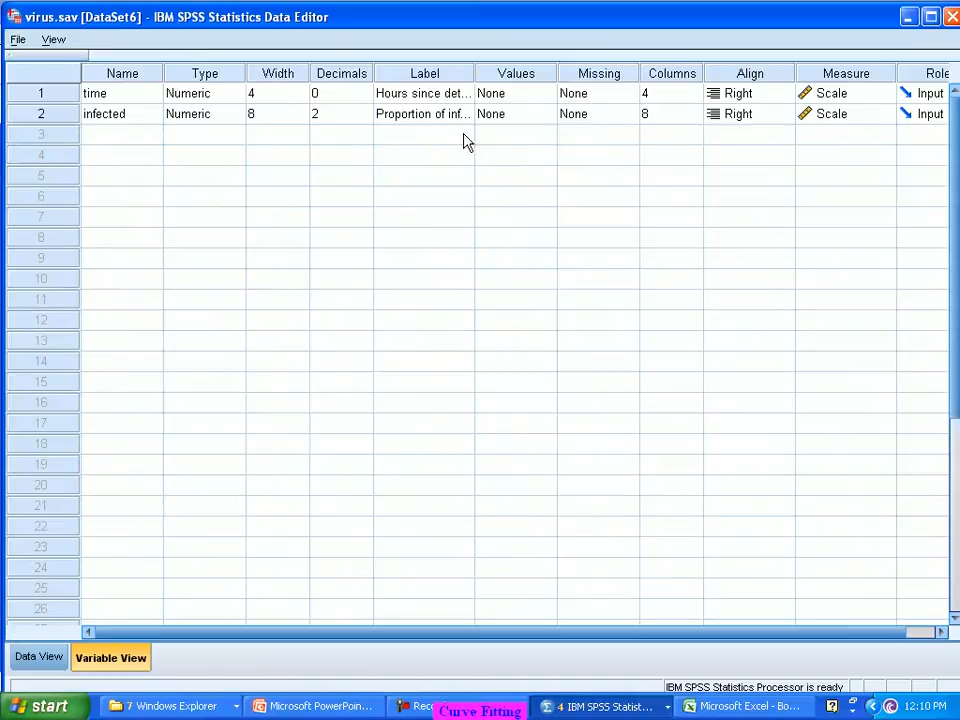 virus.sav [DataSet6] - IBM SPSS Statistics Data Editor
File View
Name Type Width Decimals Label Values Missing Columns Align Measure Role
1 time Numeric 4 0 Hours since det... None None 4 Right Scale Input
2 infected Numeric 8 2 Proportion of inf... None None 8 Right Scale Input
3
4
5
6
7
8
9
10
11
12
13
14
15
16
17
18
19
20
21
22
23
24
25
26
Data View Variable View
IBM SPSS Statistics Processor is ready
start 7 Windows Explorer Microsoft PowerPoin... Rec 4 IBM SPSS Statist... Microsoft Excel - Bo... 12:10 PM
Curve Fitting